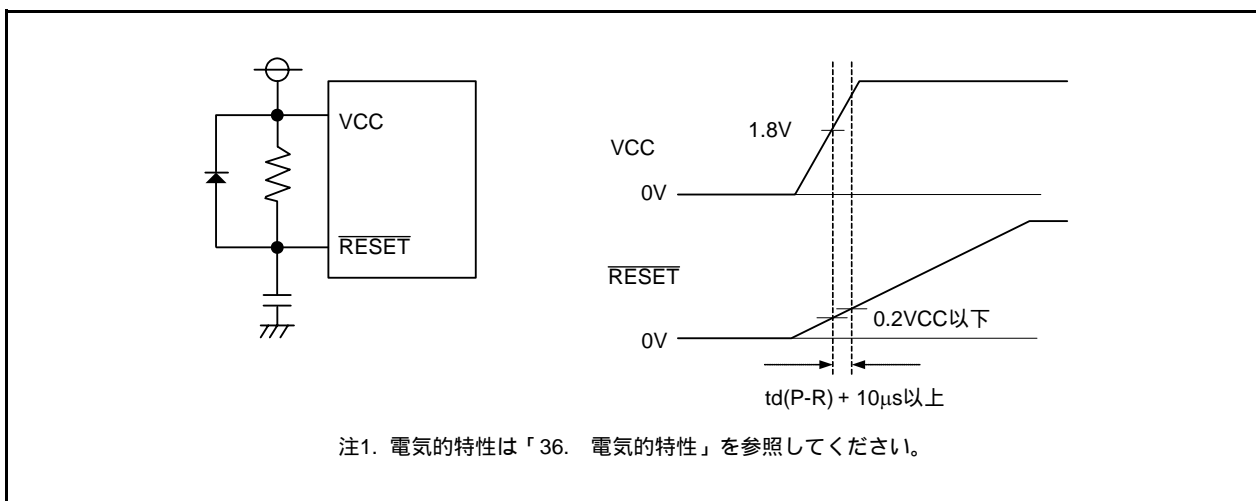 VCC
RESET
1.8V
VCC
0V
RESET
0.2VCC以下
0V
td(P-R) + 10μs以上
注1. 電気的特性は「36. 電気的特性」を参照してください。